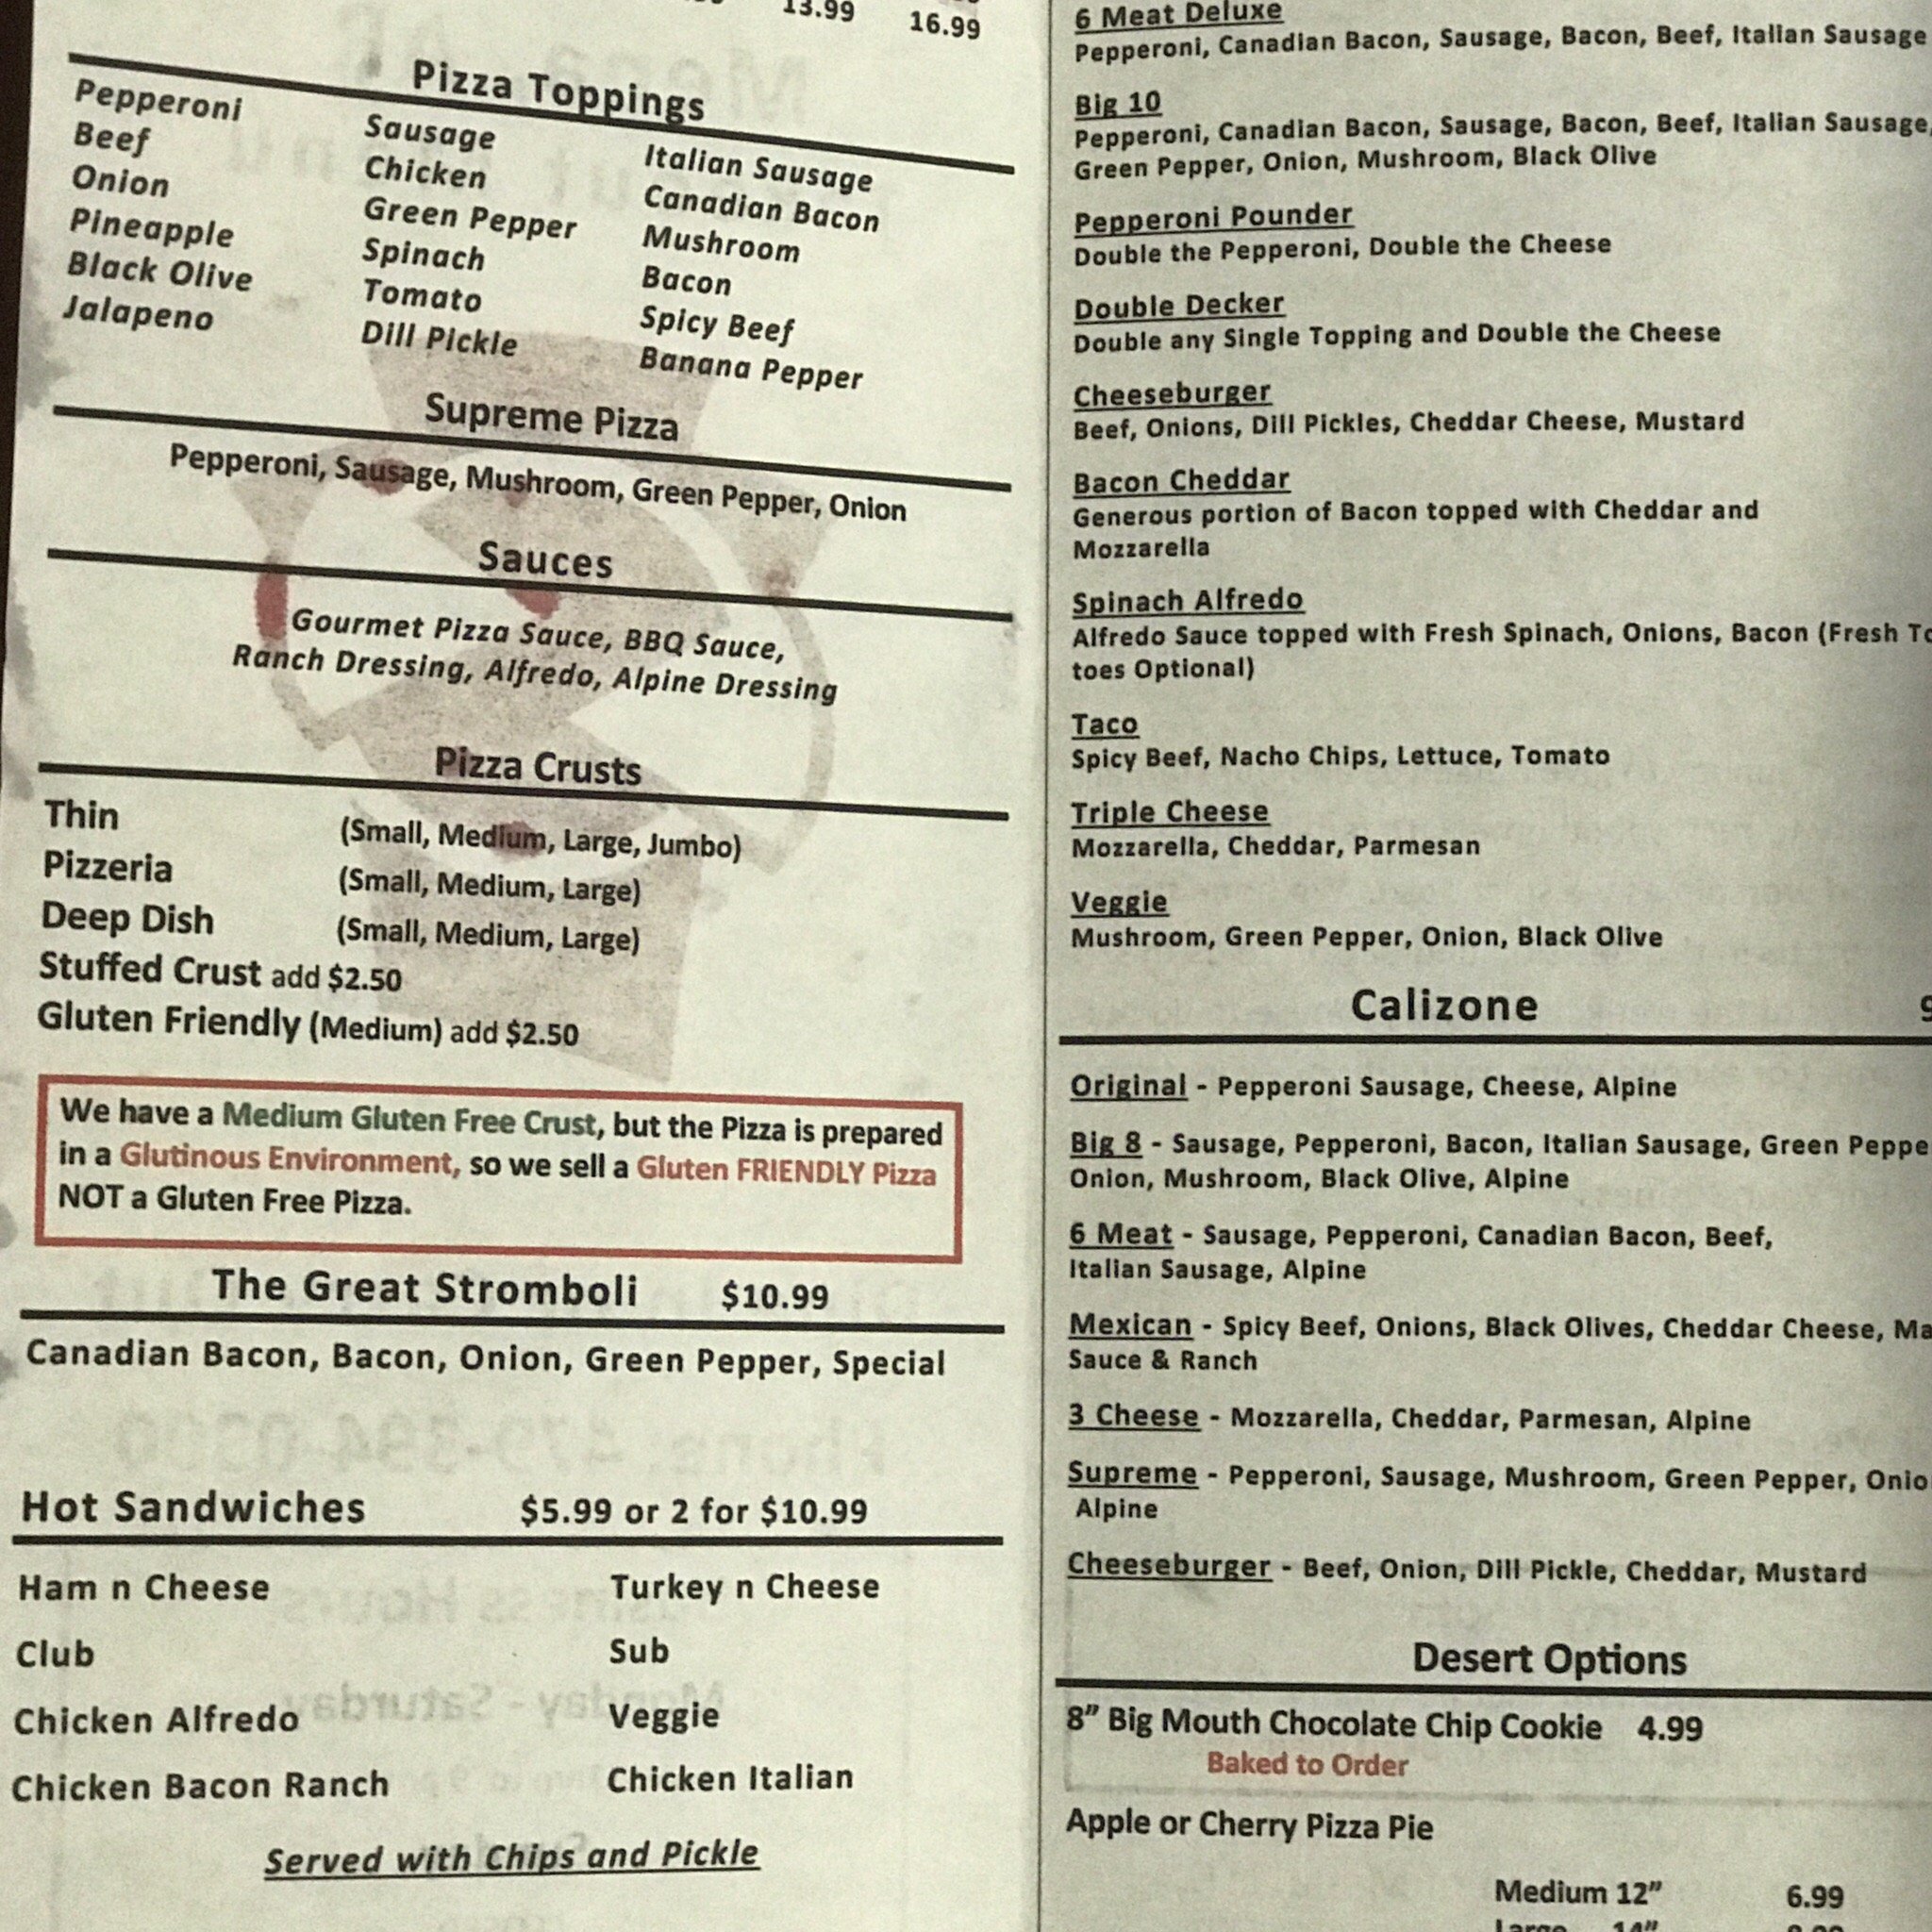 13.99 16.99
Pizza Toppings
Pepperoni Sausage Italian Sausage
Beef Chicken Canadian Bacon
Onion Green Pepper Mushroom
Pineapple Spinach Bacon
Black Olive Tomato Spicy Beef
Jalapeno Dill Pickle Banana Pepper
Supreme Pizza
Pepperoni, Sausage, Mushroom, Green Pepper, Onion
Sauces
Gourmet Pizza Sauce, BBQ Sauce,
Ranch Dressing, Alfredo, Alpine Dressing
Pizza Crusts
Thin (Small, Medium, Large, Jumbo)
Pizzeria (Small, Medium, Large)
Deep Dish (Small, Medium, Large)
Stuffed Crust add $2.50
Gluten Friendly (Medium) add $2.50
We have a Medium Gluten Free Crust, but the Pizza is prepared
in a Glutinous Environment, so we sell a Gluten FRIENDLY Pizza
NOT a Gluten Free Pizza.
The Great Stromboli $10.99
Canadian Bacon, Bacon, Onion, Green Pepper, Special
Hot Sandwiches $5.99 or 2 for $10.99
Ham n Cheese Turkey n Cheese
Club Sub
Chicken Alfredo Veggie
Chicken Bacon Ranch Chicken Italian
Served with Chips and Pickle
6 Meat Deluxe
Pepperoni, Canadian Bacon, Sausage, Bacon, Beef, Italian Sausage
Big 10
Pepperoni, Canadian Bacon, Sausage, Bacon, Beef, Italian Sausage,
Green Pepper, Onion, Mushroom, Black Olive
Pepperoni Pounder
Double the Pepperoni, Double the Cheese
Double Decker
Double any Single Topping and Double the Cheese
Cheeseburger
Beef, Onions, Dill Pickles, Cheddar Cheese, Mustard
Bacon Cheddar
Generous portion of Bacon topped with Cheddar and
Mozzarella
Spinach Alfredo
Alfredo Sauce topped with Fresh Spinach, Onions, Bacon (Fresh
toes Optional)
Taco
Spicy Beef, Nacho Chips, Lettuce, Tomato
Triple Cheese
Mozzarella, Cheddar, Parmesan
Veggie
Mushroom, Green Pepper, Onion, Black Olive
Calizone
Original - Pepperoni Sausage, Cheese, Alpine
Big 8 - Sausage, Pepperoni, Bacon, Italian Sausage, Green Peppe
Onion, Mushroom, Black Olive, Alpine
6 Meat - Sausage, Pepperoni, Canadian Bacon, Beef,
Italian Sausage, Alpine
Mexican - Spicy Beef, Onions, Black Olives, Cheddar Cheese, Ma
Sauce & Ranch
3 Cheese - Mozzarella, Cheddar, Parmesan, Alpine
Supreme - Pepperoni, Sausage, Mushroom, Green Pepper, Onio
Alpine
Cheeseburger - Beef, Onion, Dill Pickle, Cheddar, Mustard
Desert Options
8" Big Mouth Chocolate Chip Cookie 4.99
Baked to Order
Apple or Cherry Pizza Pie
Medium 12" 6.99
Large 14"